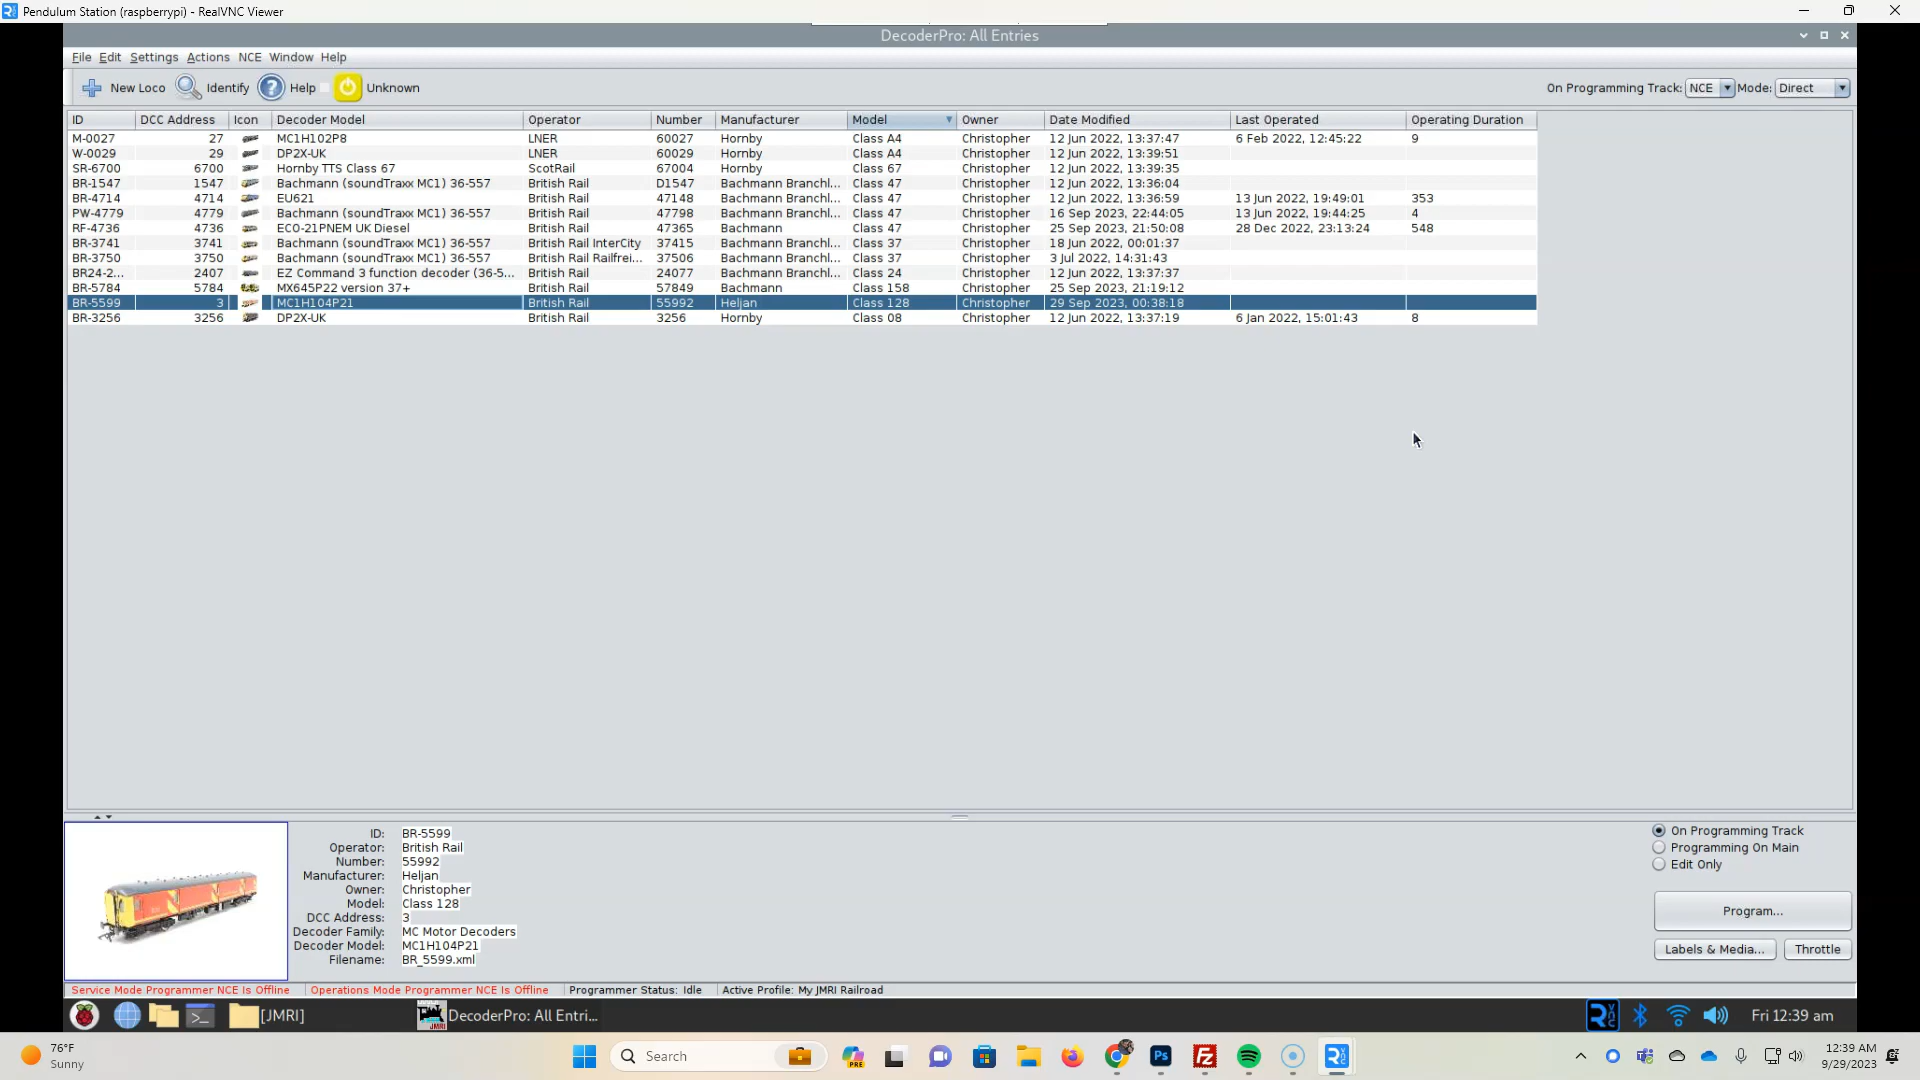 Pendulum Station (raspberrypi) - RealVNC Viewer
DecoderPro: All Entries
File Edit Settings Actions NCE Window Help
New Loco Identify Help Unknown On Programming Track: NCE Mode: Direct
ID DCC Address Icon Decoder Model Operator Number Manufacturer Model Owner Date Modified Last Operated Operating Duration
M-0027 27 MC1H102P8 LNER 60027 Hornby Class A4 Christopher 12 Jun 2022, 13:37:47 6 Feb 2022, 12:45:22 9
W-0029 29 DP2X-UK LNER 60029 Hornby Class A4 Christopher 12 Jun 2022, 13:39:51
SR-6700 6700 Hornby TTS Class 67 ScotRail 67004 Hornby Class 67 Christopher 12 Jun 2022, 13:39:35
BR-1547 1547 Bachmann (soundTraxx MC1) 36-557 British Rail D1547 Bachmann Branchl... Class 47 Christopher 12 Jun 2022, 13:36:04
BR-4714 4714 EU621 British Rail 47148 Bachmann Branchl... Class 47 Christopher 12 Jun 2022, 13:36:59 13 Jun 2022, 19:49:01 353
PW-4779 4779 Bachmann (soundTraxx MC1) 36-557 British Rail 47798 Bachmann Branchl... Class 47 Christopher 16 Sep 2023, 22:44:05 13 Jun 2022, 19:44:25 4
RF-4736 4736 ECO-21PNEM UK Diesel British Rail 47365 Bachmann Class 47 Christopher 25 Sep 2023, 21:50:08 28 Dec 2022, 23:13:24 548
BR-3741 3741 Bachmann (soundTraxx MC1) 36-557 British Rail InterCity 37415 Bachmann Branchl... Class 37 Christopher 18 Jun 2022, 00:01:37
BR-3750 3750 Bachmann (soundTraxx MC1) 36-557 British Rail Railfrei... 37506 Bachmann Branchl... Class 37 Christopher 3 Jul 2022, 14:31:43
BR24-2... 2407 EZ Command 3 function decoder (36-5... British Rail 24077 Bachmann Branchl... Class 24 Christopher 12 Jun 2022, 13:37:37
BR-5784 5784 MX645P22 version 37+ British Rail 57849 Bachmann Class 158 Christopher 25 Sep 2023, 21:19:12
BR-5599 3 MC1H104P21 British Rail 55992 Heljan Class 128 Christopher 29 Sep 2023, 00:38:18
BR-3256 3256 DP2X-UK British Rail 3256 Hornby Class 08 Christopher 12 Jun 2022, 13:37:19 6 Jan 2022, 15:01:43 8
ID: BR-5599
Operator: British Rail
Number: 55992
Manufacturer: Heljan
Owner: Christopher
Model: Class 128
DCC Address: 3
Decoder Family: MC Motor Decoders
Decoder Model: MC1H104P21
Filename: BR_5599.xml
On Programming Track
Programming On Main
Edit Only
Program...
Labels & Media... Throttle
Service Mode Programmer NCE Is Offline Operations Mode Programmer NCE Is Offline Programmer Status: Idle Active Profile: My JMRI Railroad
[JMRI] DecoderPro: All Entri... Fri 12:39 am
76°F
Sunny
Search
12:39 AM
9/29/2023